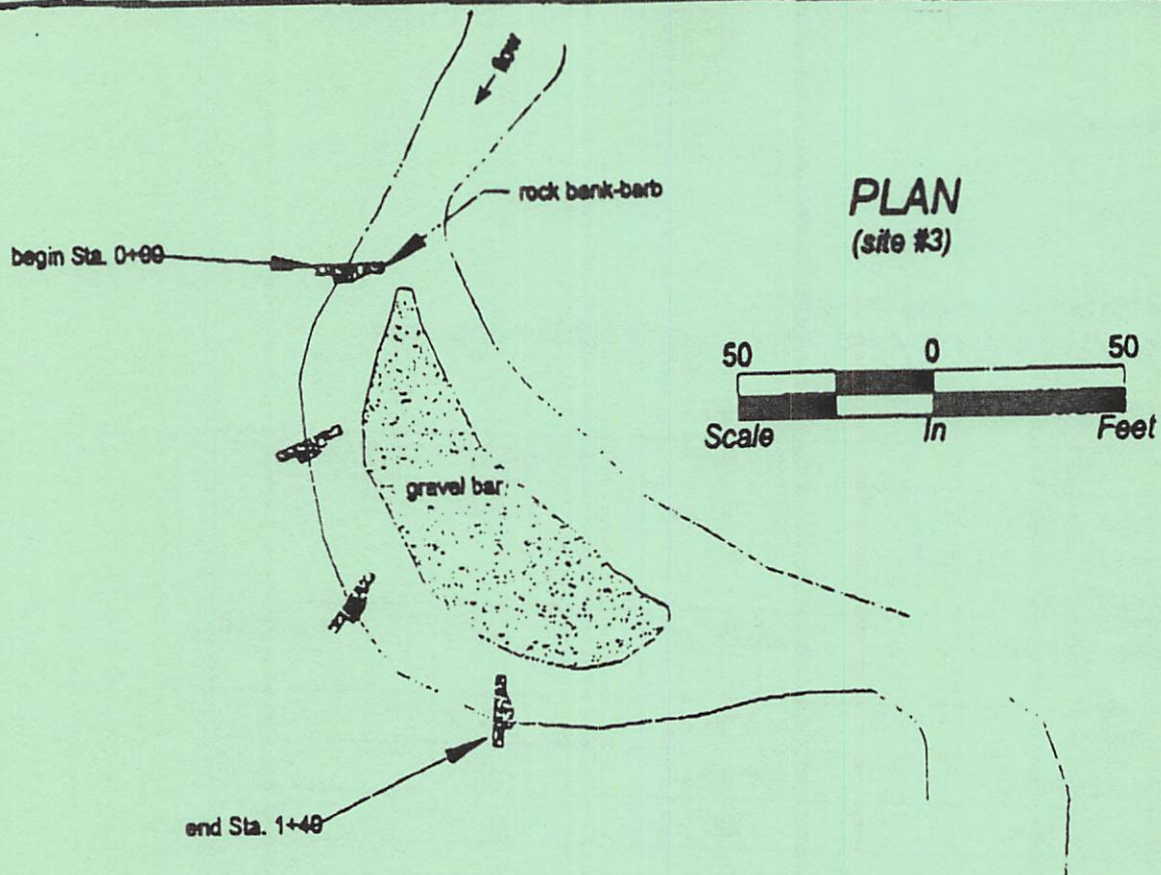 flow
rock bank-barb
PLAN
(site #3)
begin Sta. 0+00
50 0 50
Scale In Feet
gravel bar
end Sta. 1+40